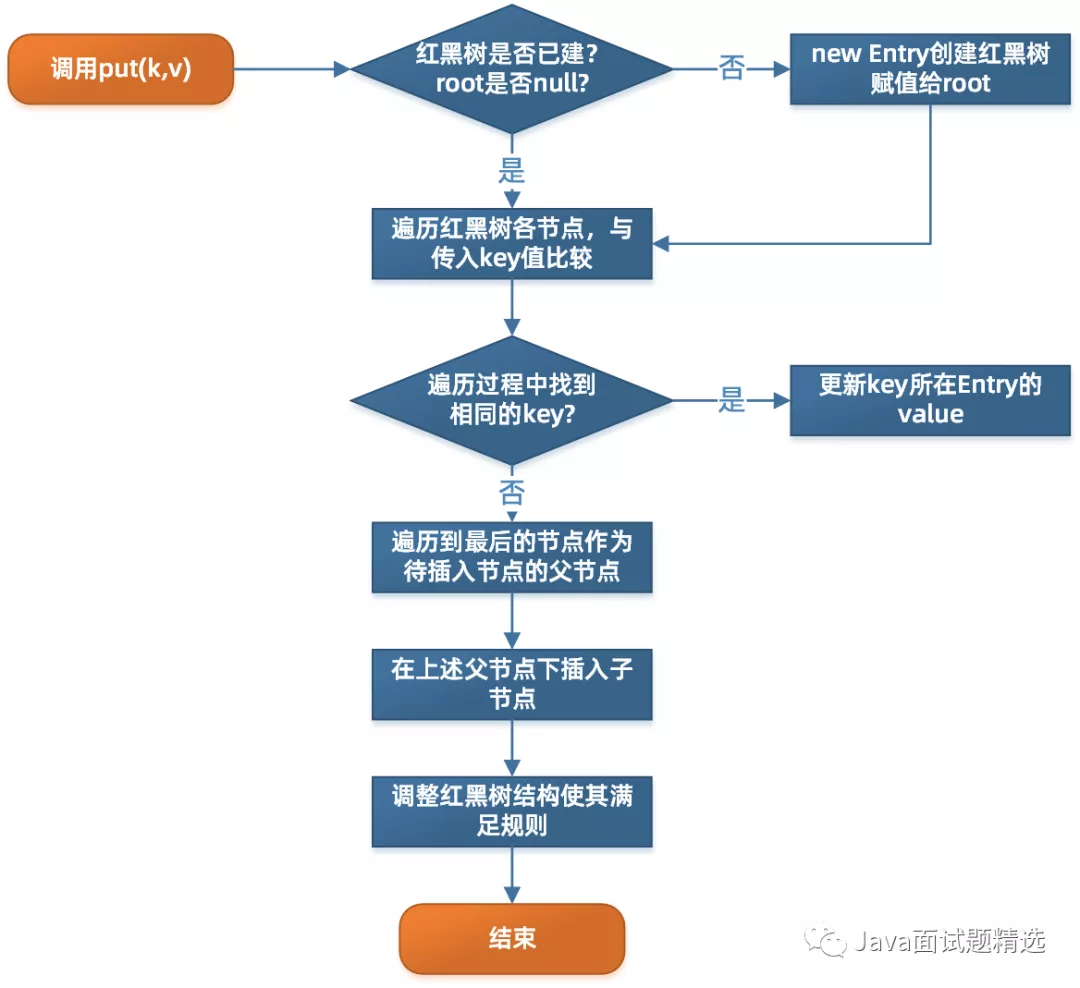 调用put(k,v)
红黑树是否已建?
root是否null?
否
new Entry创建红黑树
赋值给root
是
遍历红黑树各节点，与
传入key值比较
遍历过程中找到
相同的key?
是
更新key所在Entry的
value
否
遍历到最后的节点作为
待插入节点的父节点
在上述父节点下插入子
节点
调整红黑树结构使其满
足规则
结束
Java面试题精选